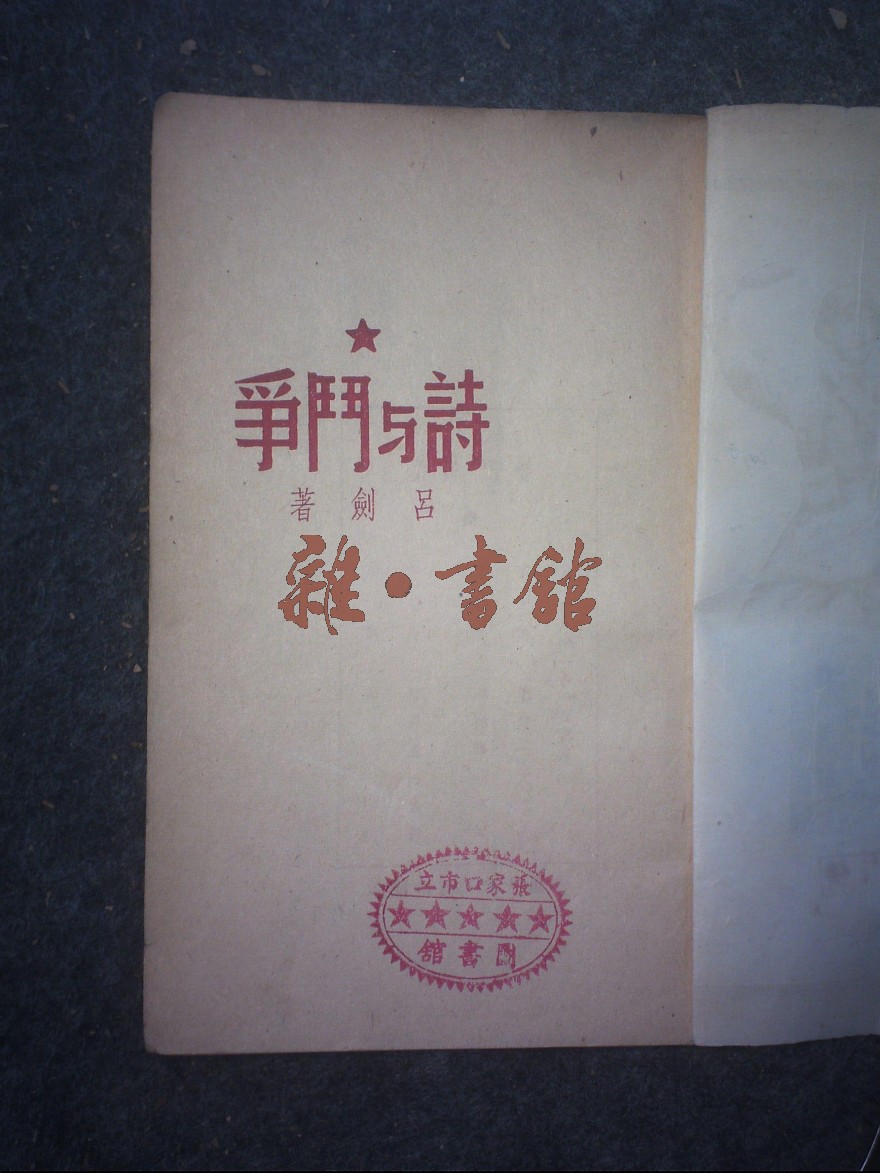 詩与鬥爭
呂劍著
雜·書館
張家口市立
圖書館